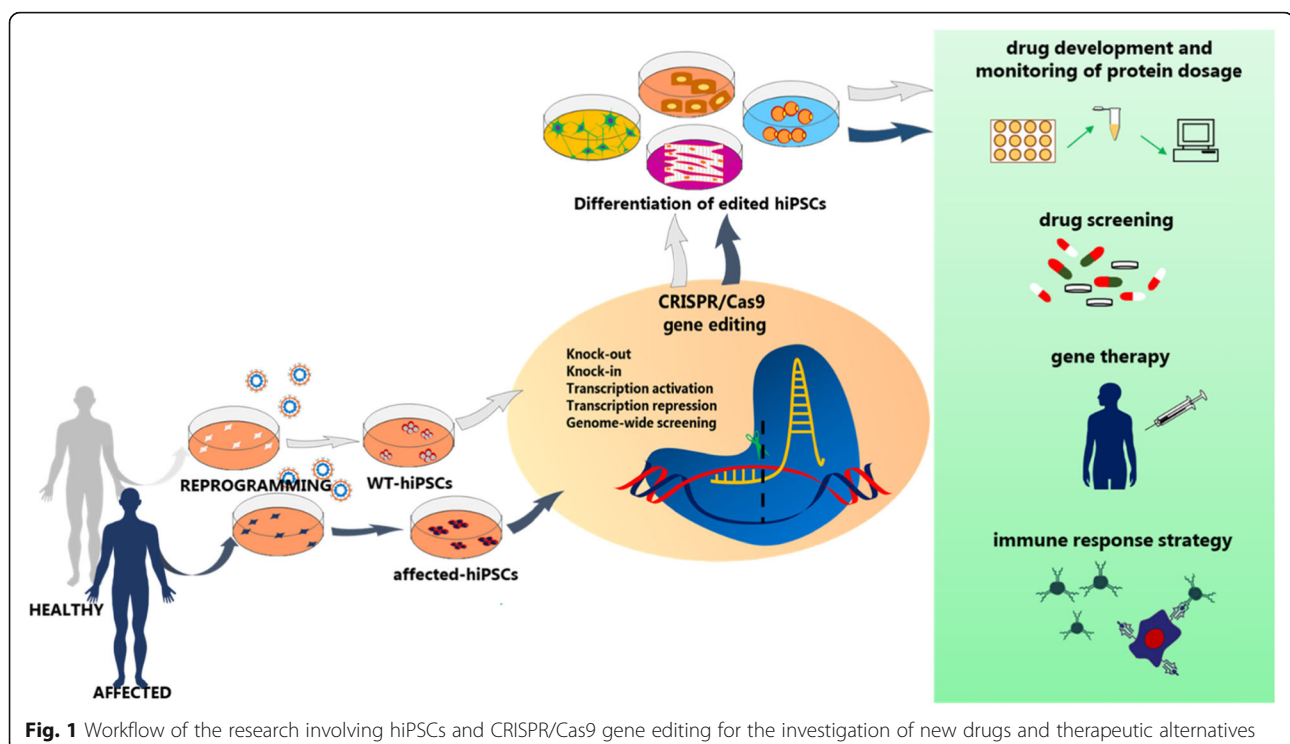 drug development and
monitoring of protein dosage
drug screening
gene therapy
immune response strategy
Differentiation of edited hiPSCs
CRISPR/Cas9
gene editing
Knock-out
Knock-in
Transcription activation
Transcription repression
Genome-wide screening
REPROGRAMMING
WT-hiPSCs
affected-hiPSCs
HEALTHY
AFFECTED
Fig. 1 Workflow of the research involving hiPSCs and CRISPR/Cas9 gene editing for the investigation of new drugs and therapeutic alternatives